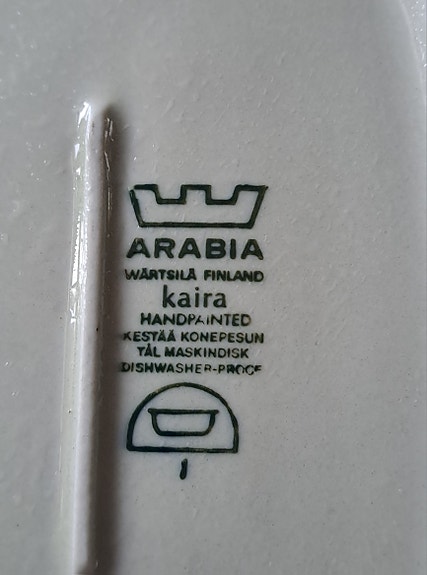 ARABIA
WÄRTSILÄ FINLAND
kaira
HANDPAINTED
KESTÄÄ KONEPESUN
TÅL MASKINDISK
DISHWASHER-PROOF